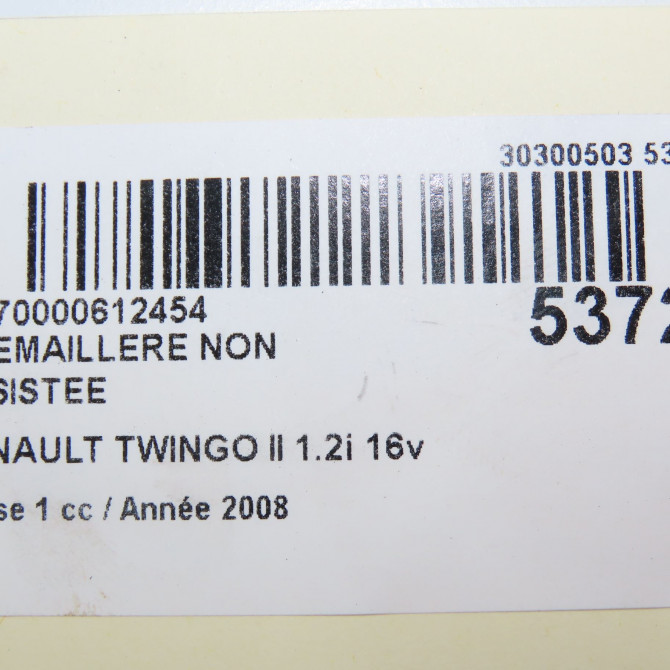 30300503 53
70000612454
5372
EMAILLERE NON
SISTEE
NAULT TWINGO II 1.2i 16v
se 1 cc / Année 2008